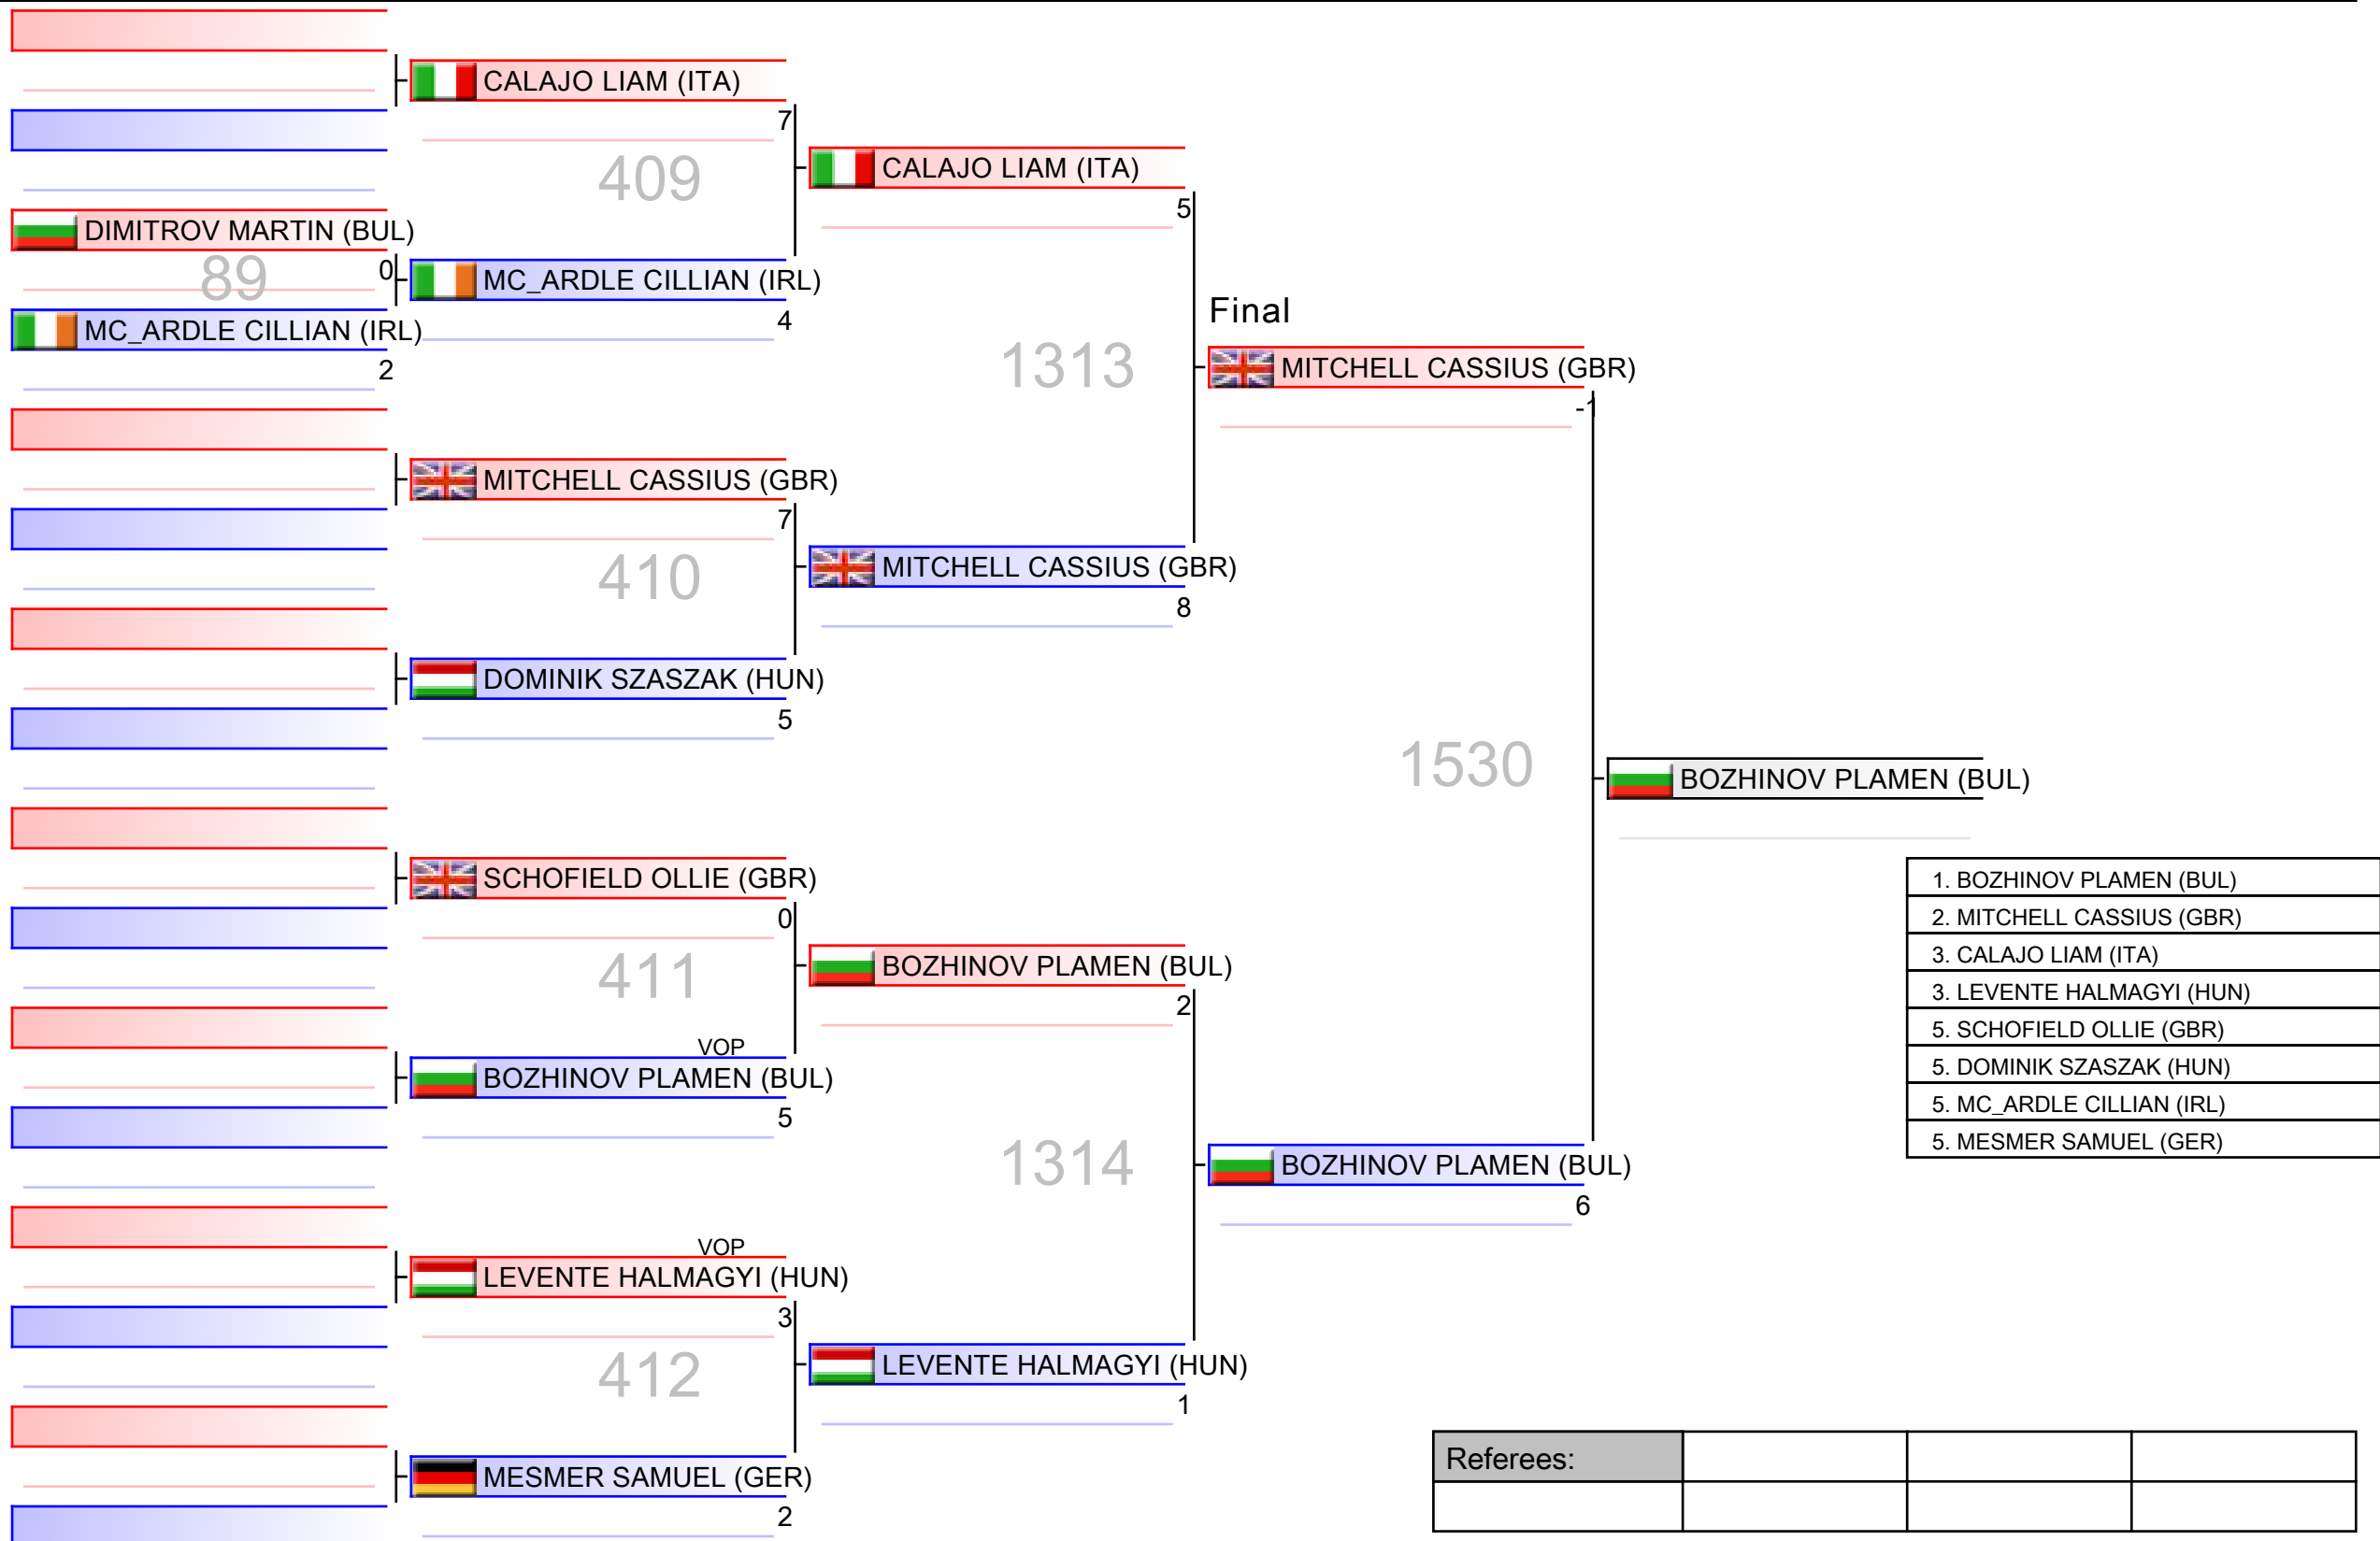 CALAJO LIAM (ITA)
7
409
CALAJO LIAM (ITA)
5
DIMITROV MARTIN (BUL)
0
89
MC_ARDLE CILLIAN (IRL)
4
MC_ARDLE CILLIAN (IRL)
2
Final
1313
MITCHELL CASSIUS (GBR)
-1
MITCHELL CASSIUS (GBR)
7
410
MITCHELL CASSIUS (GBR)
8
DOMINIK SZASZAK (HUN)
5
1530
BOZHINOV PLAMEN (BUL)
SCHOFIELD OLLIE (GBR)
0
411
BOZHINOV PLAMEN (BUL)
2
VOP
BOZHINOV PLAMEN (BUL)
5
1314
BOZHINOV PLAMEN (BUL)
6
VOP
LEVENTE HALMAGYI (HUN)
3
412
LEVENTE HALMAGYI (HUN)
1
MESMER SAMUEL (GER)
2
1. BOZHINOV PLAMEN (BUL)
2. MITCHELL CASSIUS (GBR)
3. CALAJO LIAM (ITA)
3. LEVENTE HALMAGYI (HUN)
5. SCHOFIELD OLLIE (GBR)
5. DOMINIK SZASZAK (HUN)
5. MC_ARDLE CILLIAN (IRL)
5. MESMER SAMUEL (GER)
Referees: